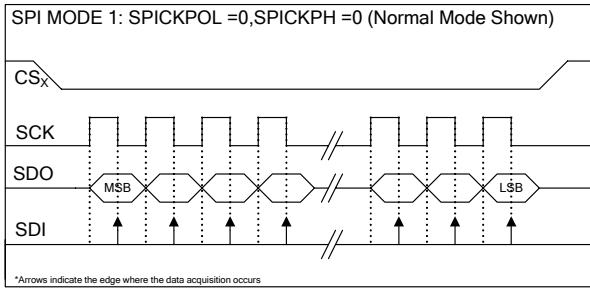 SPI MODE 1: SPICKPOL =0,SPICKPH =0 (Normal Mode Shown)
CSX
SCK
SDO
MSB
LSB
SDI
*Arrows indicate the edge where the data acquisition occurs